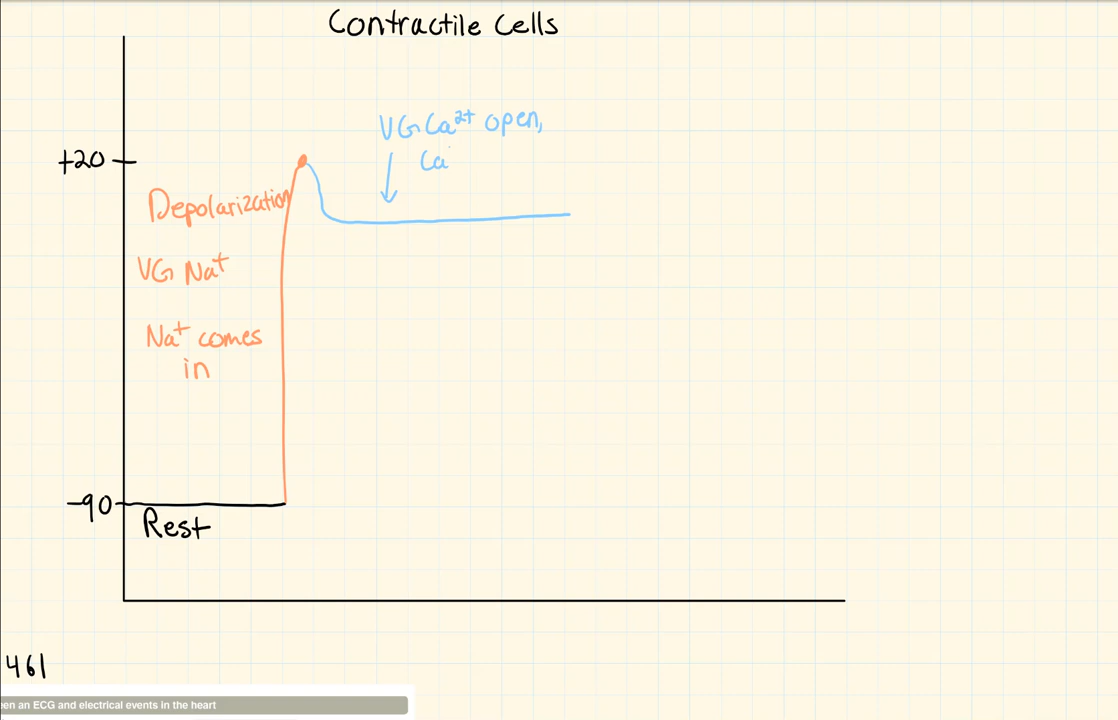 Contractile Cells
VG Ca²⁺ open,
Ca
+20
Depolarization
VG Na⁺
Na⁺ comes
in
-90
Rest
461
een an ECG and electrical events in the heart